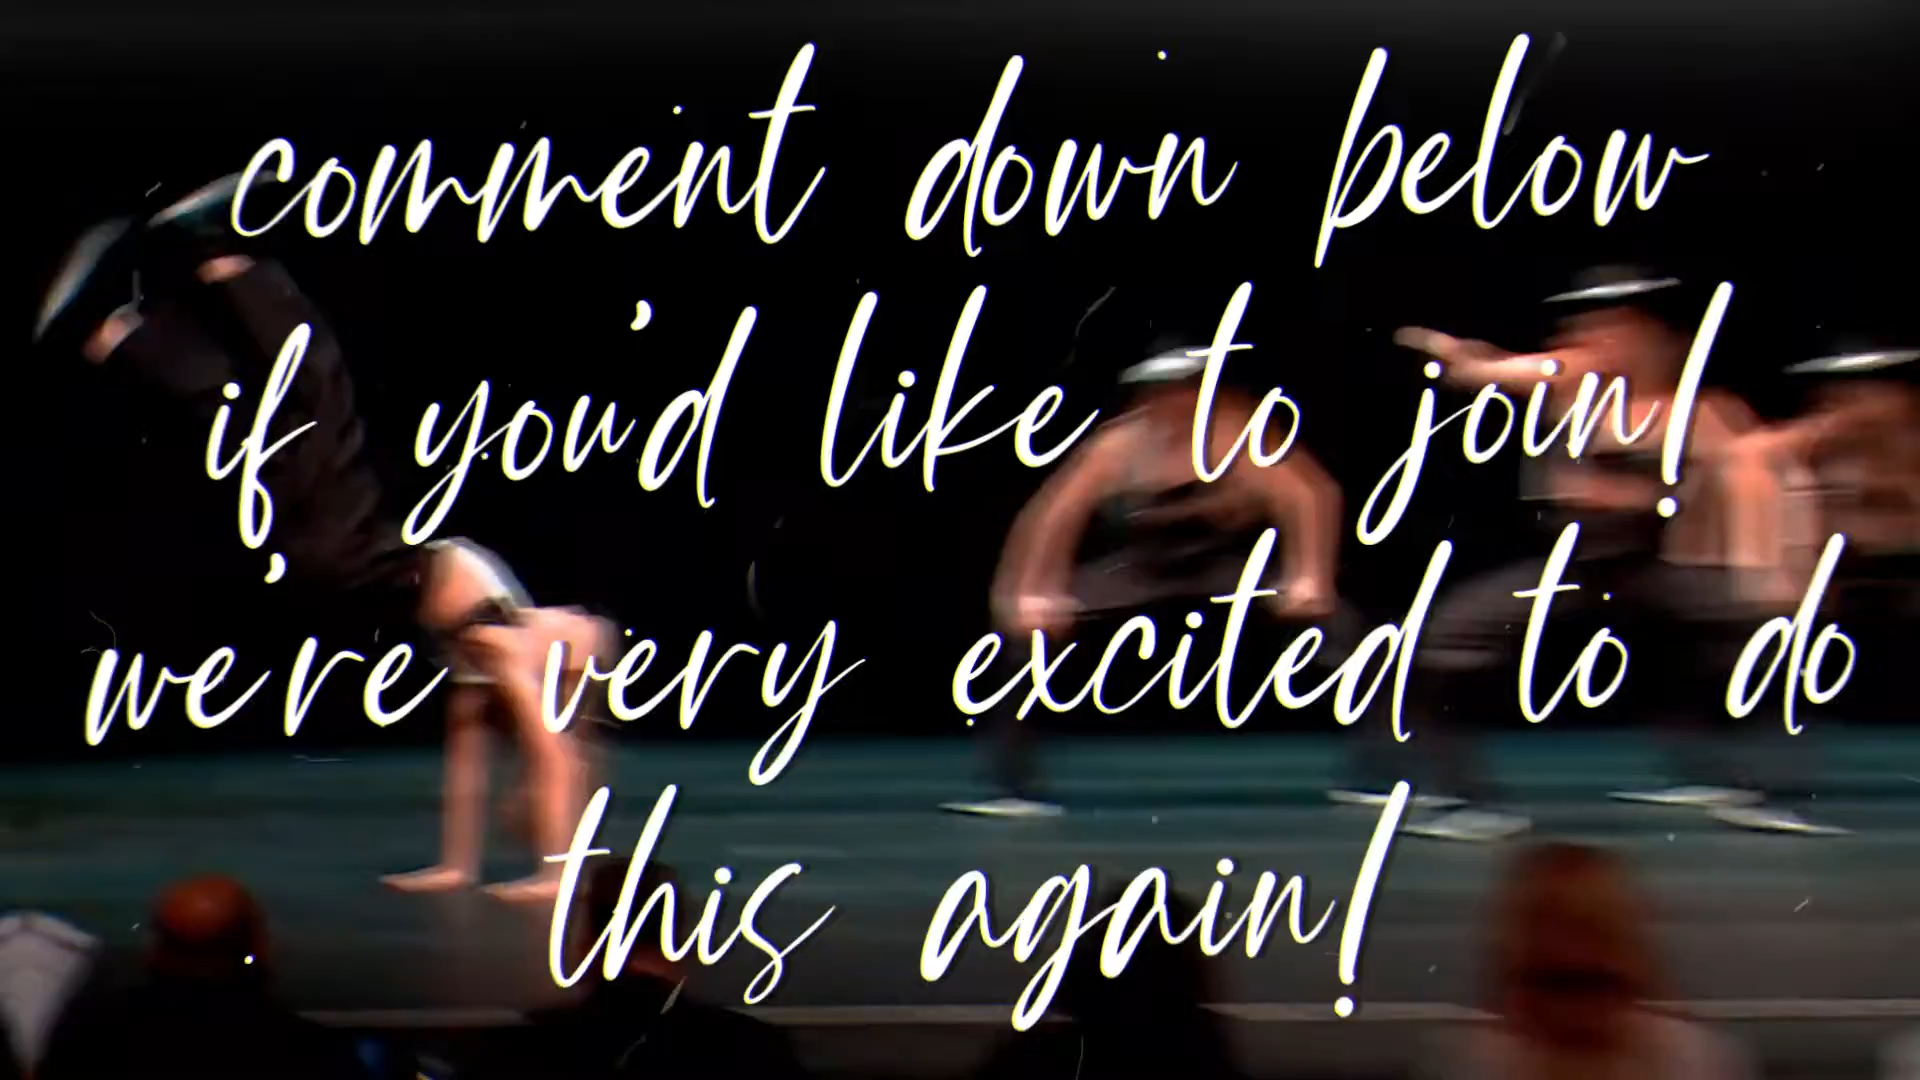 comment down below
if you'd like to join!
we're very excited to do
this again!